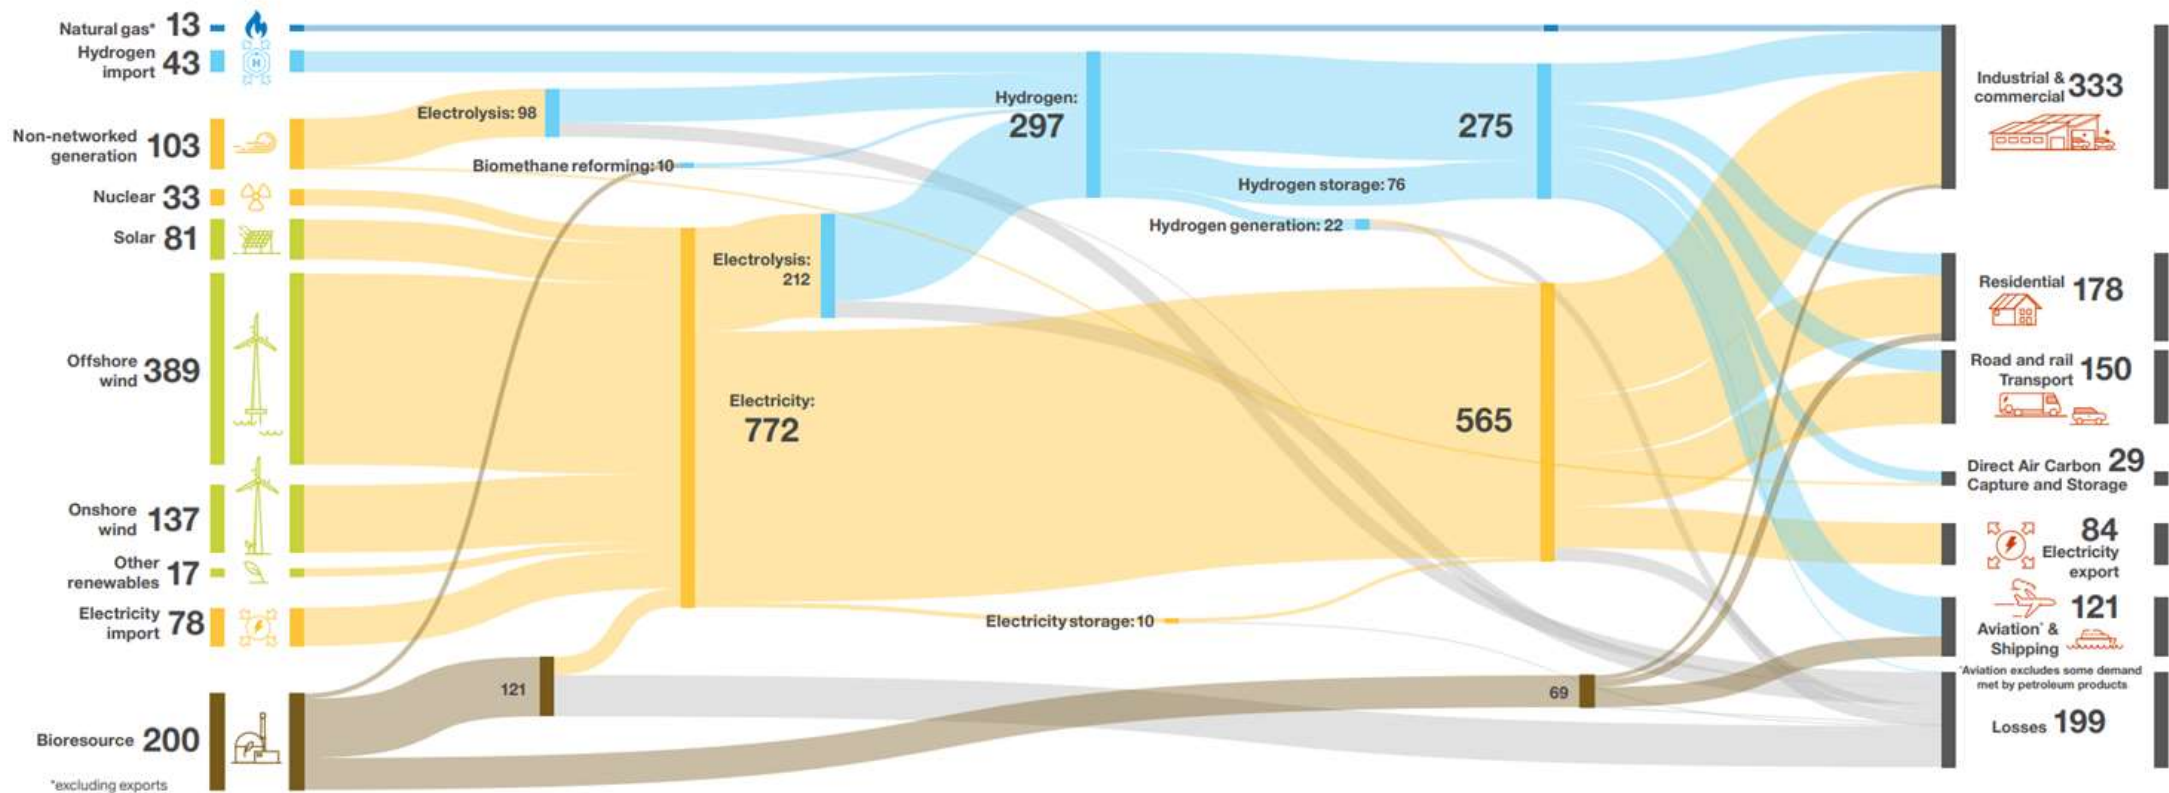 Natural gas* 13
Hydrogen
import 43
Non-networked
generation 103
Nuclear 33
Solar 81
Offshore
wind 389
Onshore
wind 137
Other
renewables 17
Electricity
import 78
Bioresource 200
*excluding exports
Electrolysis: 98
Biomethane reforming: 10
Electrolysis:
212
Electricity:
772
121
Hydrogen:
297
Hydrogen storage: 76
Hydrogen generation: 22
Electricity storage: 10
275
565
69
H
Industrial &
commercial 333
Residential 178
Road and rail
Transport 150
Direct Air Carbon 29
Capture and Storage
84
Electricity
export
121
Aviation* &
Shipping
*Aviation excludes some demand
met by petroleum products
Losses 199